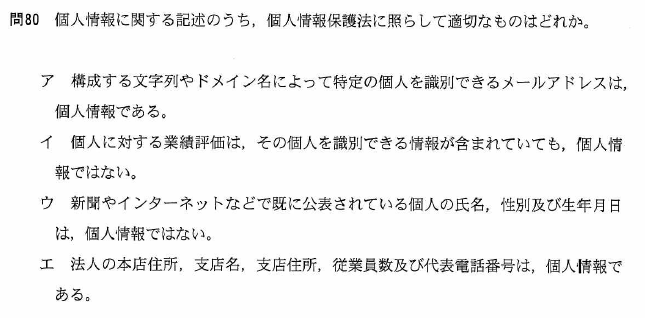 問80 個人情報に関する記述のうち，個人情報保護法に照らして適切なものはどれか。
ア 構成する文字列やドメイン名によって特定の個人を識別できるメールアドレスは，
個人情報である。
イ 個人に対する業績評価は，その個人を識別できる情報が含まれていても，個人情
報ではない。
ウ 新聞やインターネットなどで既に公表されている個人の氏名，性別及び生年月日
は，個人情報ではない。
エ 法人の本店住所，支店名，支店住所，従業員数及び代表電話番号は，個人情報で
ある。